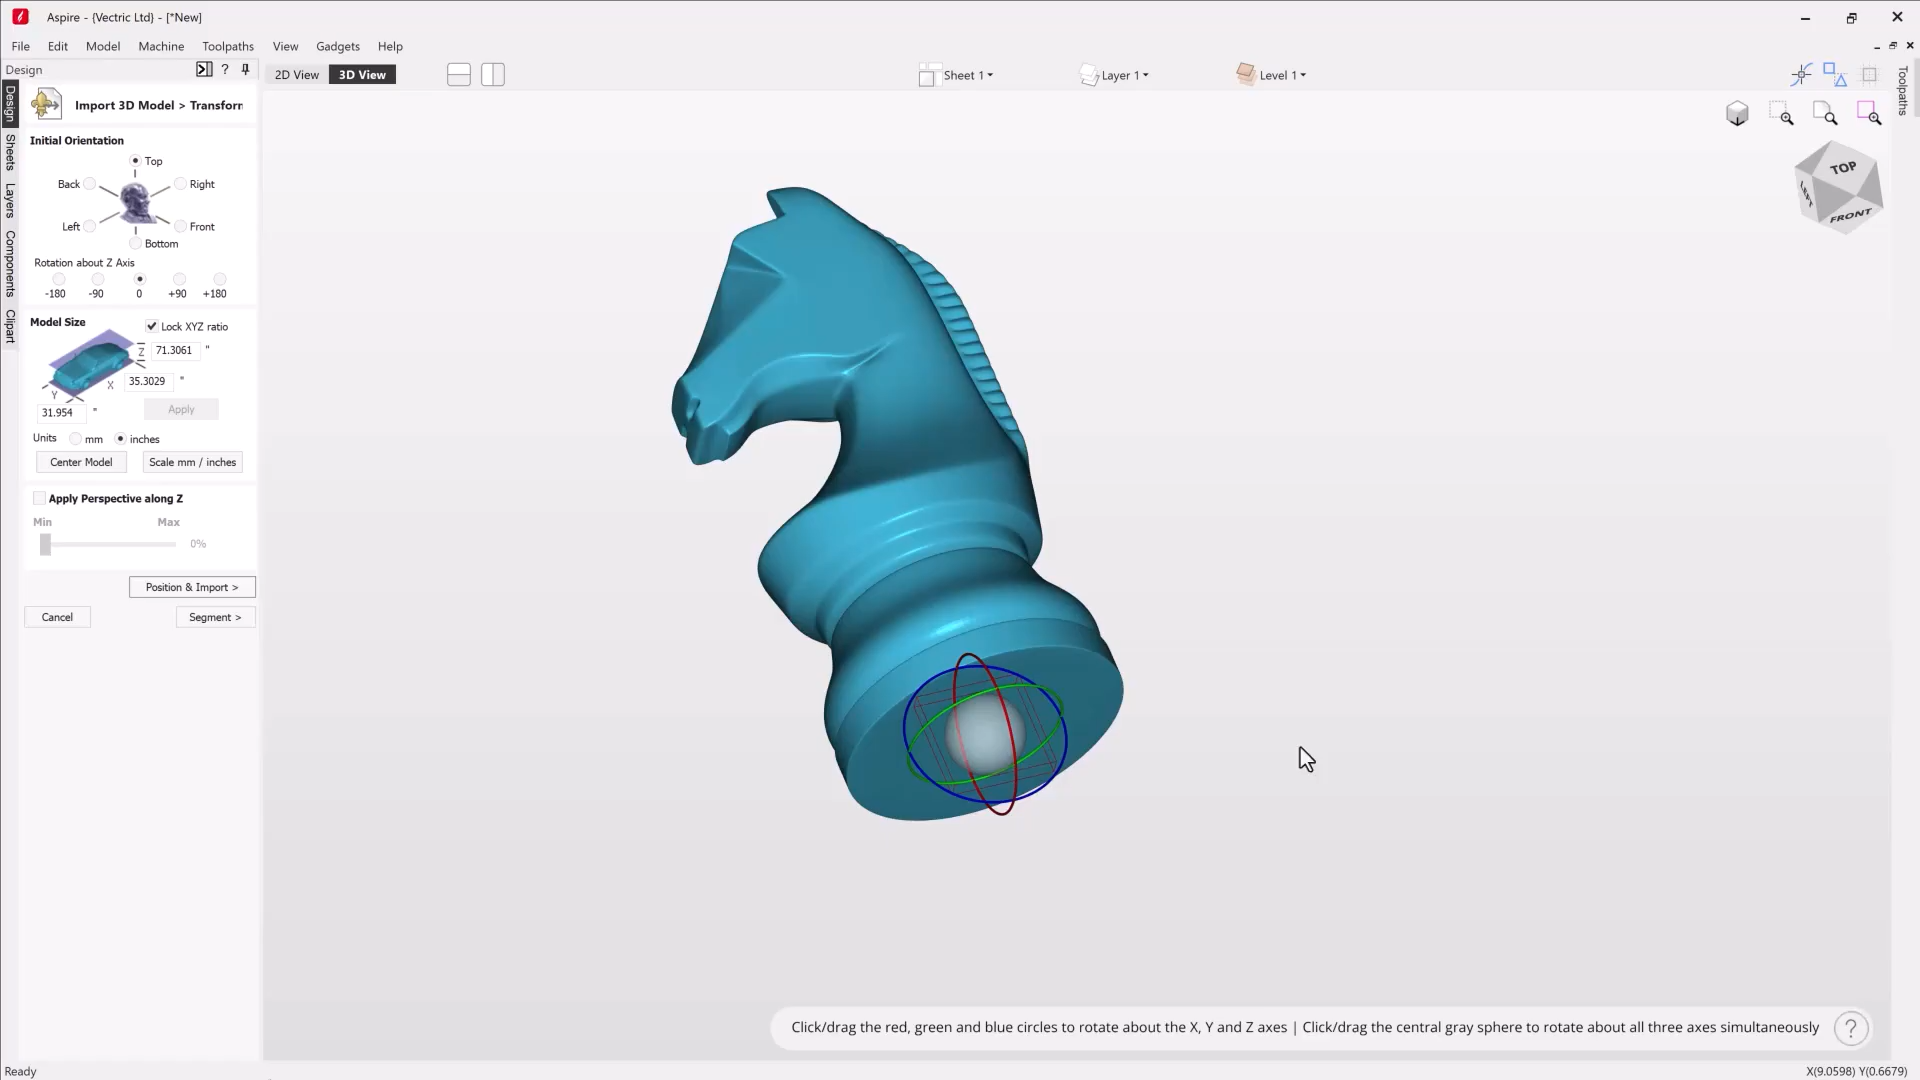 Aspire - {Vectric Ltd} - [*New]
File Edit Model Machine Toolpaths View Gadgets Help
Design
2D View 3D View Sheet 1 Layer 1 Level 1
Toolpaths
Design
Sheets
Layers
Components
Clipart
Import 3D Model > Transforn
Initial Orientation
Top
Back Right
Left Front
Bottom
Rotation about Z Axis
-180 -90 0 +90 +180
Model Size
Lock XYZ ratio
Z 71.3061 "
X 35.3029 "
Y
31.954 " Apply
Units mm inches
Center Model Scale mm / inches
Apply Perspective along Z
Min Max
0%
Position & Import >
Cancel Segment >
TOP
LEFT
FRONT
Click/drag the red, green and blue circles to rotate about the X, Y and Z axes | Click/drag the central gray sphere to rotate about all three axes simultaneously ?
Ready X(9.0598) Y(0.6679)